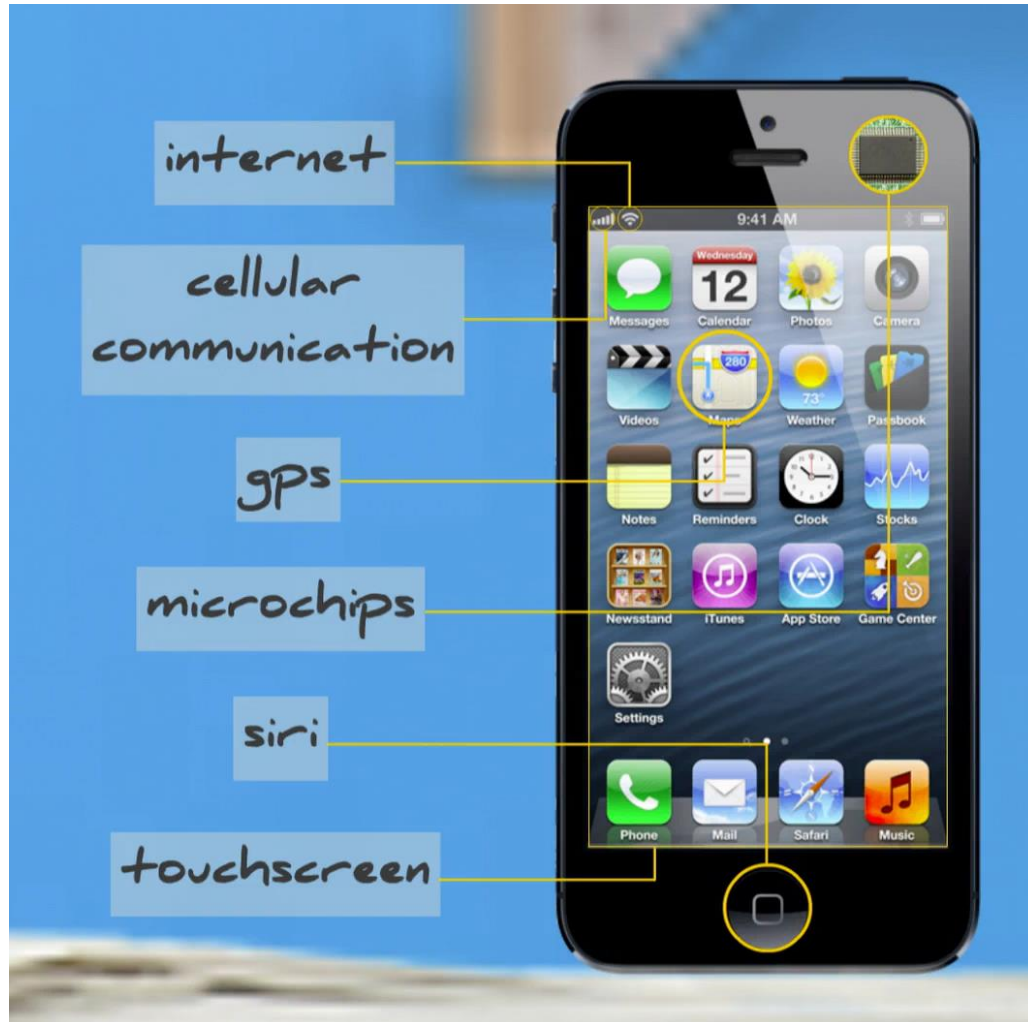 internet
cellular
communication
gps
microchips
siri
touchscreen
9:41 AM
Messages
Wednesday
12
Calendar
Photos
Camera
Videos
280
Maps
73°
Weather
Passbook
Notes
Reminders
Clock
Stocks
Newsstand
iTunes
App Store
Game Center
Settings
Phone
Mail
Safari
Music